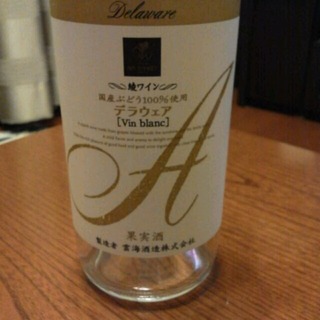 Delaware
綾ワイン
国産ぶどう100%使用
デラウェア
[Vin blanc]
A
果実酒
製造者 雲海酒造株式会社